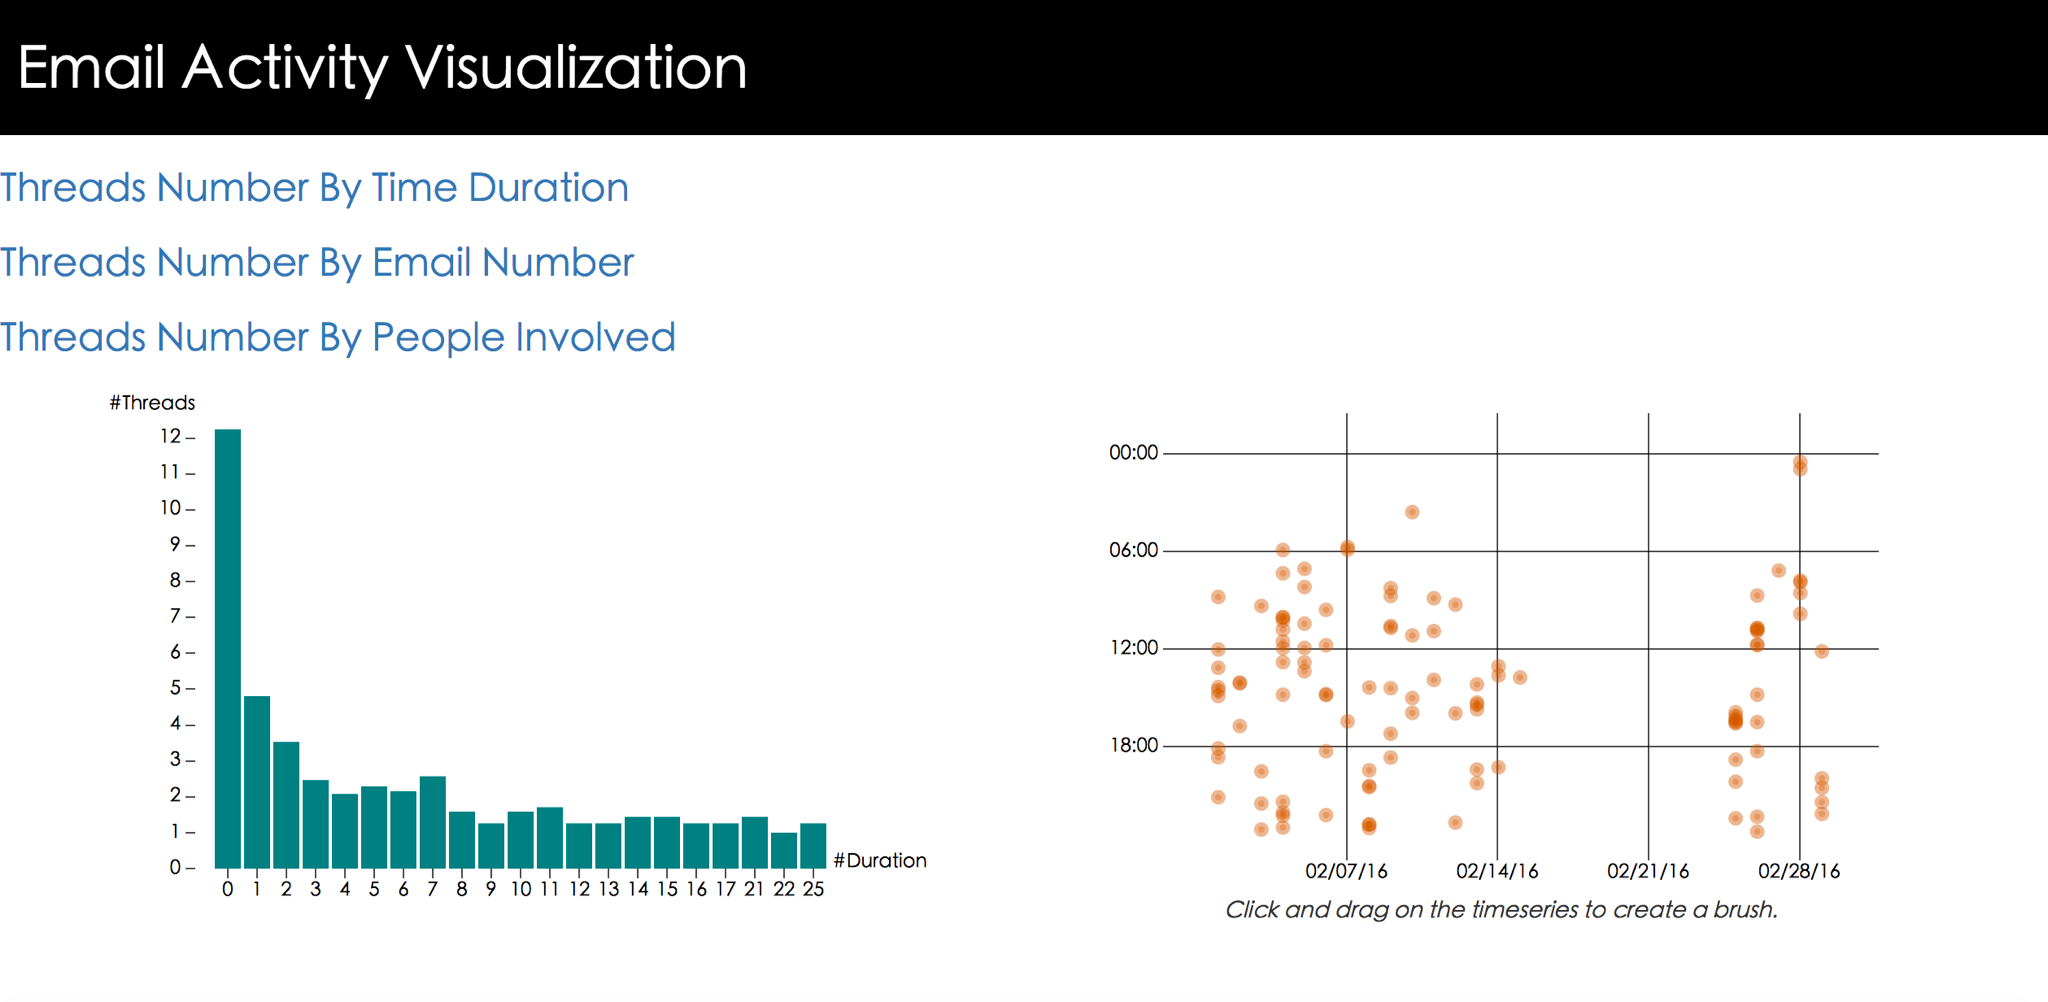 Email Activity Visualization
Threads Number By Time Duration
Threads Number By Email Number
Threads Number By People Involved
#Threads
12
11
10
9
8
7
6
5
4
3
2
1
0
#Duration
0 1 2 3 4 5 6 7 8 9 10 11 12 13 14 15 16 17 21 22 25
00:00
06:00
12:00
18:00
02/07/16 02/14/16 02/21/16 02/28/16
Click and drag on the timeseries to create a brush.